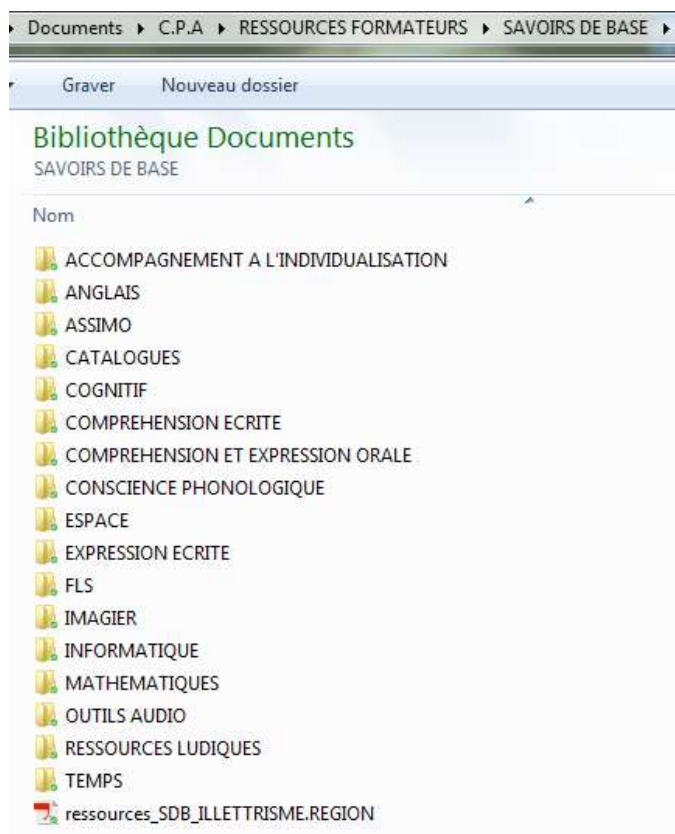 Documents ▸ C.P.A ▸ RESSOURCES FORMATEURS ▸ SAVOIRS DE BASE ▸
Graver Nouveau dossier
Bibliothèque Documents
SAVOIRS DE BASE
Nom
ACCOMPAGNEMENT A L'INDIVIDUALISATION
ANGLAIS
ASSIMO
CATALOGUES
COGNITIF
COMPREHENSION ECRITE
COMPREHENSION ET EXPRESSION ORALE
CONSCIENCE PHONOLOGIQUE
ESPACE
EXPRESSION ECRITE
FLS
IMAGIER
INFORMATIQUE
MATHEMATIQUES
OUTILS AUDIO
RESSOURCES LUDIQUES
TEMPS
ressources_SDB_ILLETTRISME.REGION